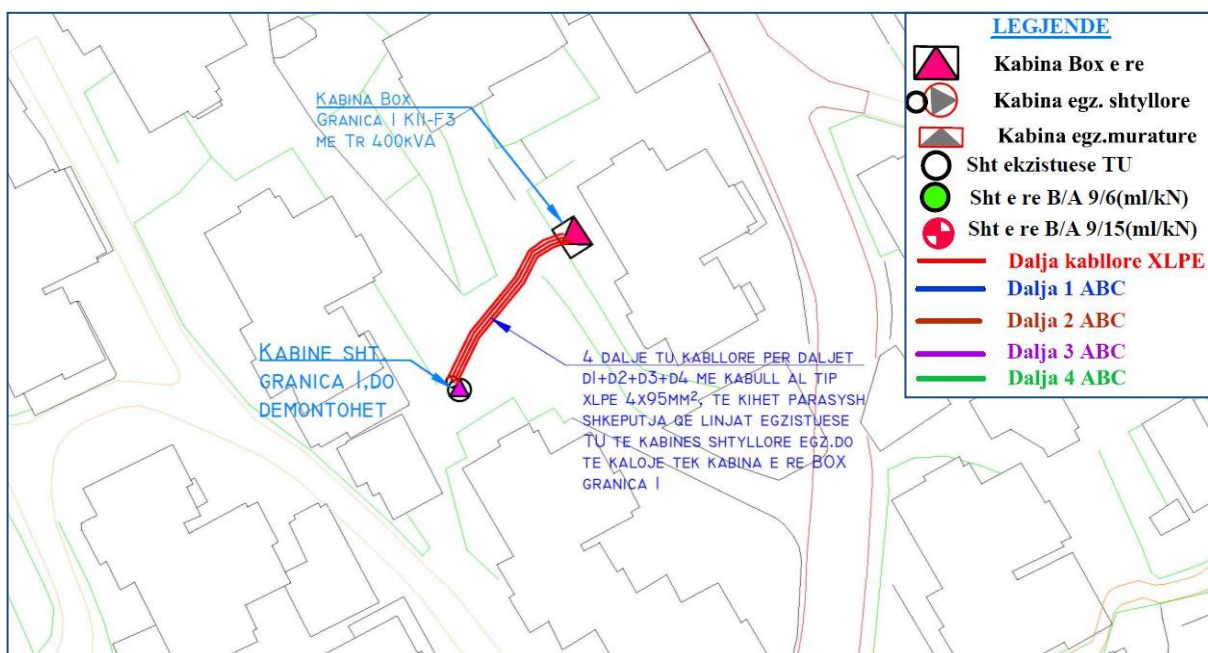 KABINA BOX
GRANICA 1 K11-F3
ME TR 400KVA
KABINE SHT.
GRANICA 1,DO
DEMONTOHET
4 DALJE TU KABLLORE PER DALJET
D1+D2+D3+D4 ME KABULL AL TIP
XLPE 4X95MM², TE KIHET PARASYSH
SHKEPUTJA QE LINJAT EGZISTUESE
TU TE KABINES SHTYLLORE EGZ.DO
TE KALOJE TEK KABINA E RE BOX
GRANICA 1
LEGJENDE
Kabina Box e re
Kabina egz. shtyllore
Kabina egz.murature
Sht ekzistuese TU
Sht e re B/A 9/6(ml/kN)
Sht e re B/A 9/15(ml/kN)
Dalja kabllore XLPE
Dalja 1 ABC
Dalja 2 ABC
Dalja 3 ABC
Dalja 4 ABC